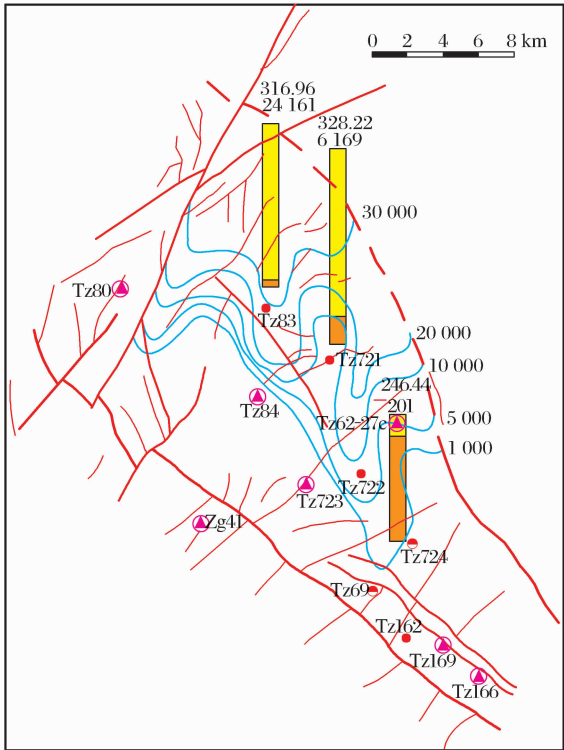 0 2 4 6 8 km
316.96
24 161
328.22
6 169
30 000
Tz80
Tz83
20 000
Tz721
10 000
246.44
201
Tz84
Tz62-27c
5 000
1 000
Tz722
Tz723
Zg41
Tz724
Tz69
Tz162
Tz169
Tz166